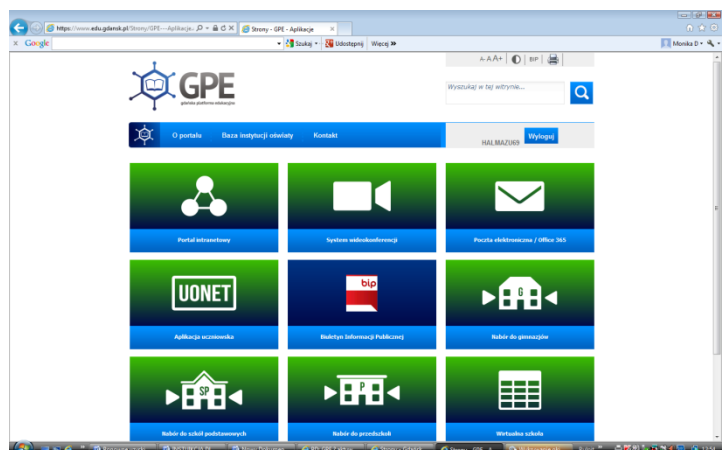 https://www.edu.gdansk.pl/Strony/GPE---Aplikacje.
Strony - GPE - Aplikacje
x Google
Szukaj
Udostępnij
Więcej »
Monika D
A-AA+
BIP
GPE
gdańska platforma edukacyjna
Wyszukaj w tej witrynie...
O portalu
Baza instytucji oświaty
Kontakt
HALMAZU69
Wyloguj
Portal intranetowy
System wideokonferencji
Poczta elektroniczna / Office 365
UONET
bip
G
Aplikacja uczniowska
Biuletyn Informacji Publicznej
Nabór do gimnazjów
SP
P
Nabór do szkół podstawowych
Nabór do przedszkoli
Wirtualna szkoła